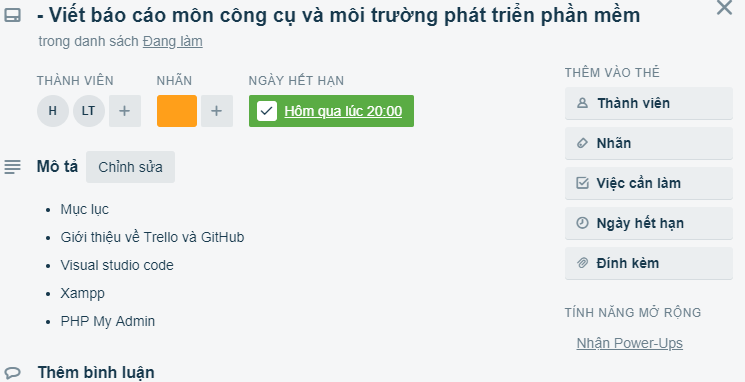 - Viết báo cáo môn công cụ và môi trường phát triển phần mềm
trong danh sách Đang làm
THÀNH VIÊN
NHÃN
NGÀY HẾT HẠN
H
LT
+
+
Hôm qua lúc 20:00
Mô tả
Chỉnh sửa
• Mục lục
• Giới thiệu về Trello và GitHub
• Visual studio code
• Xampp
• PHP My Admin
Thêm bình luận
THÊM VÀO THẺ
Thành viên
Nhãn
Việc cần làm
Ngày hết hạn
Đính kèm
TÍNH NĂNG MỞ RỘNG
Nhận Power-Ups